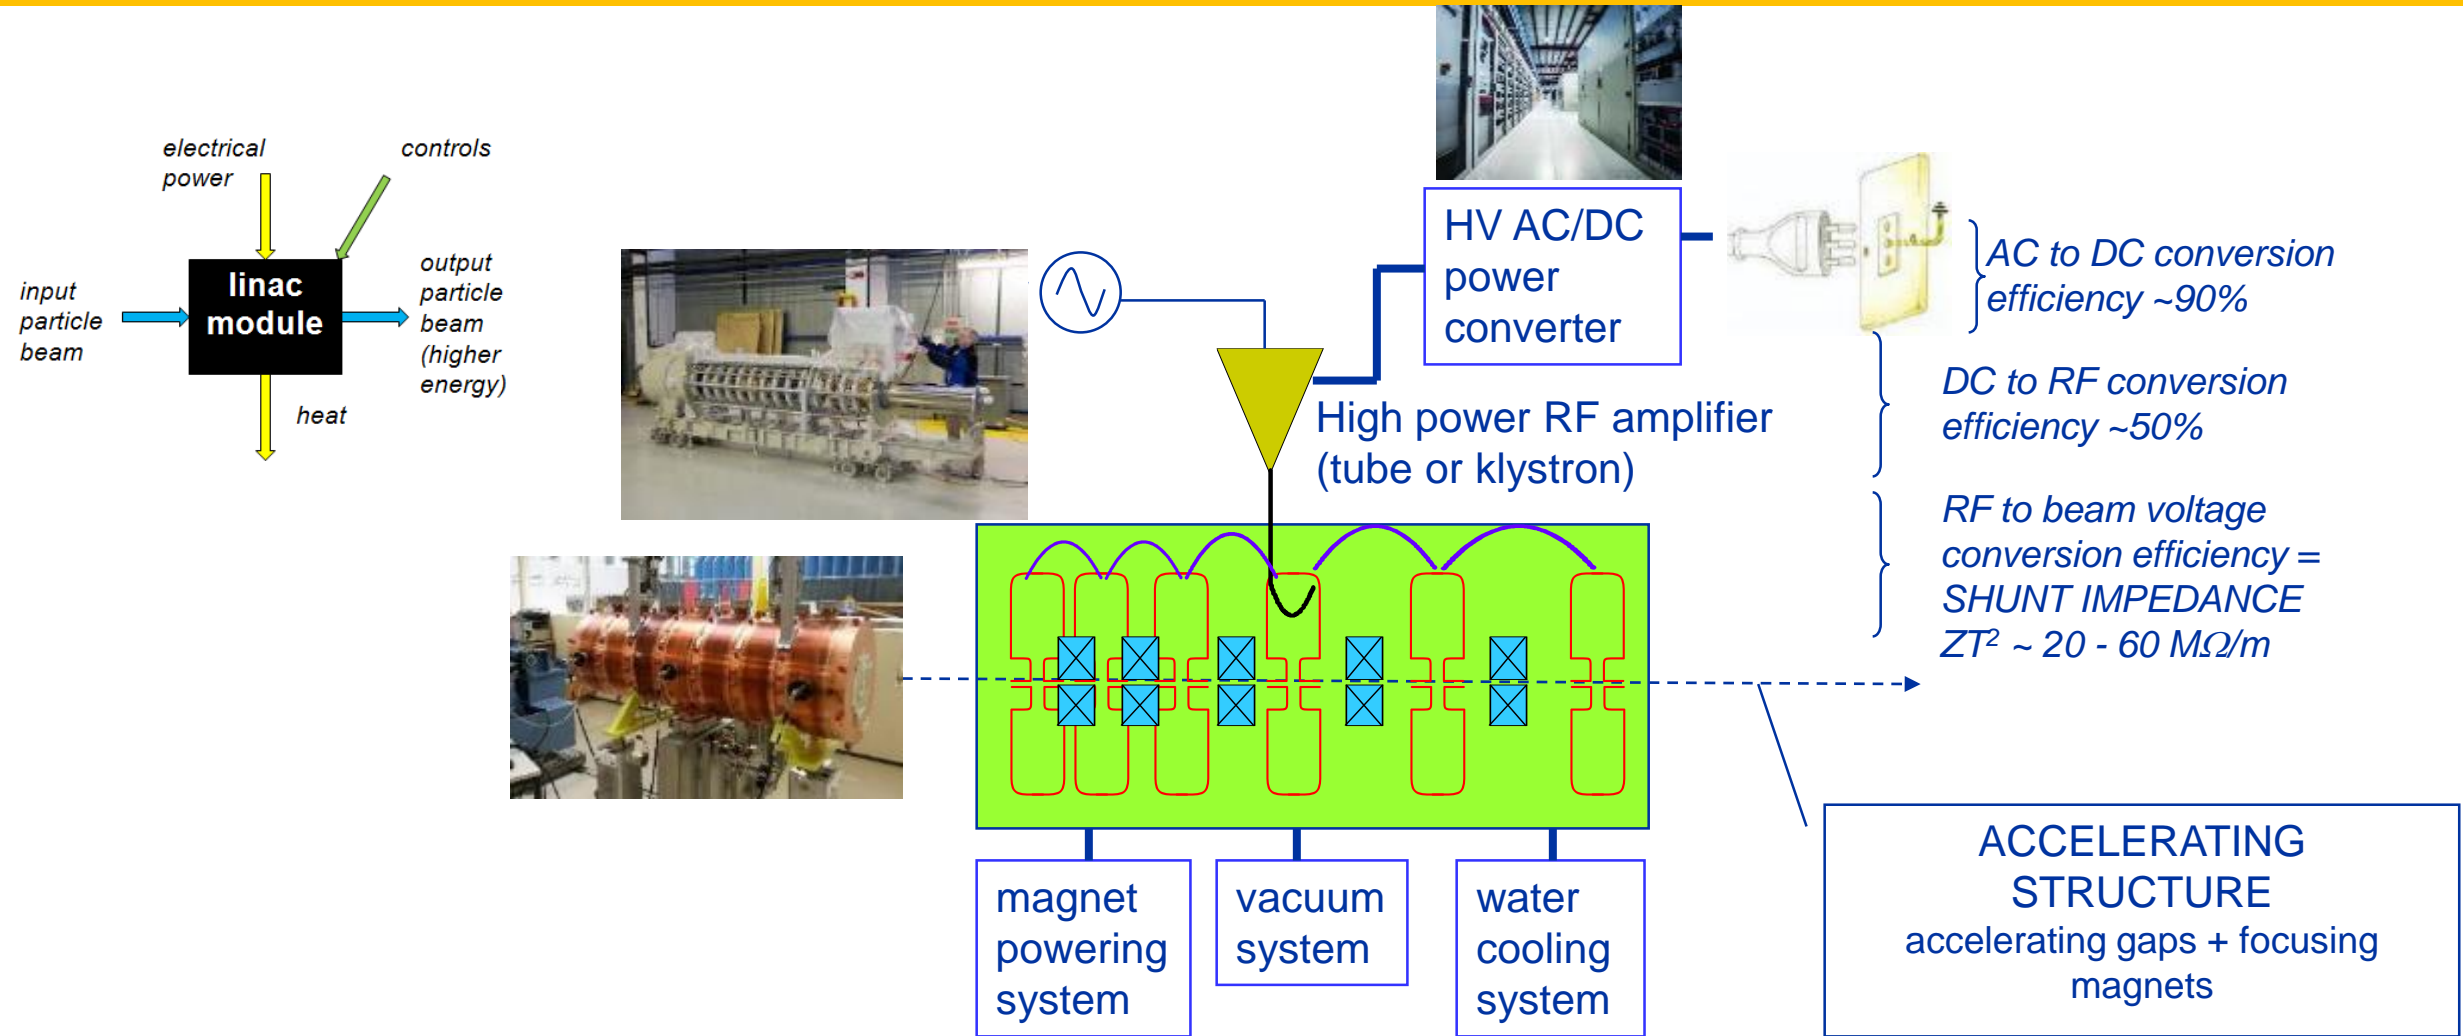 electrical
power
controls
input
particle
beam
linac
module
output
particle
beam
(higher
energy)
heat
HV AC/DC
power
converter
High power RF amplifier
(tube or klystron)
AC to DC conversion
efficiency ~90%
DC to RF conversion
efficiency ~50%
RF to beam voltage
conversion efficiency =
SHUNT IMPEDANCE
ZT² ~ 20 - 60 MΩ/m
magnet
powering
system
vacuum
system
water
cooling
system
ACCELERATING
STRUCTURE
accelerating gaps + focusing
magnets